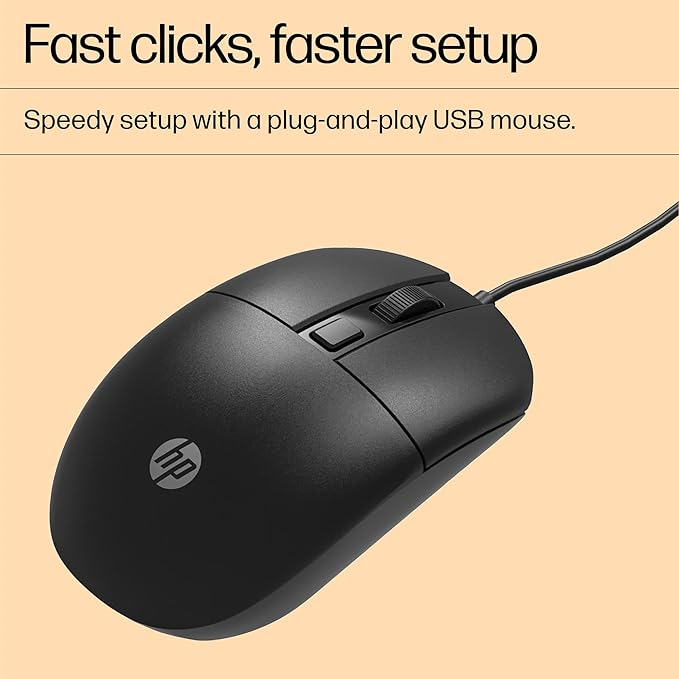 Fast clicks, faster setup
Speedy setup with a plug-and-play USB mouse.
hp